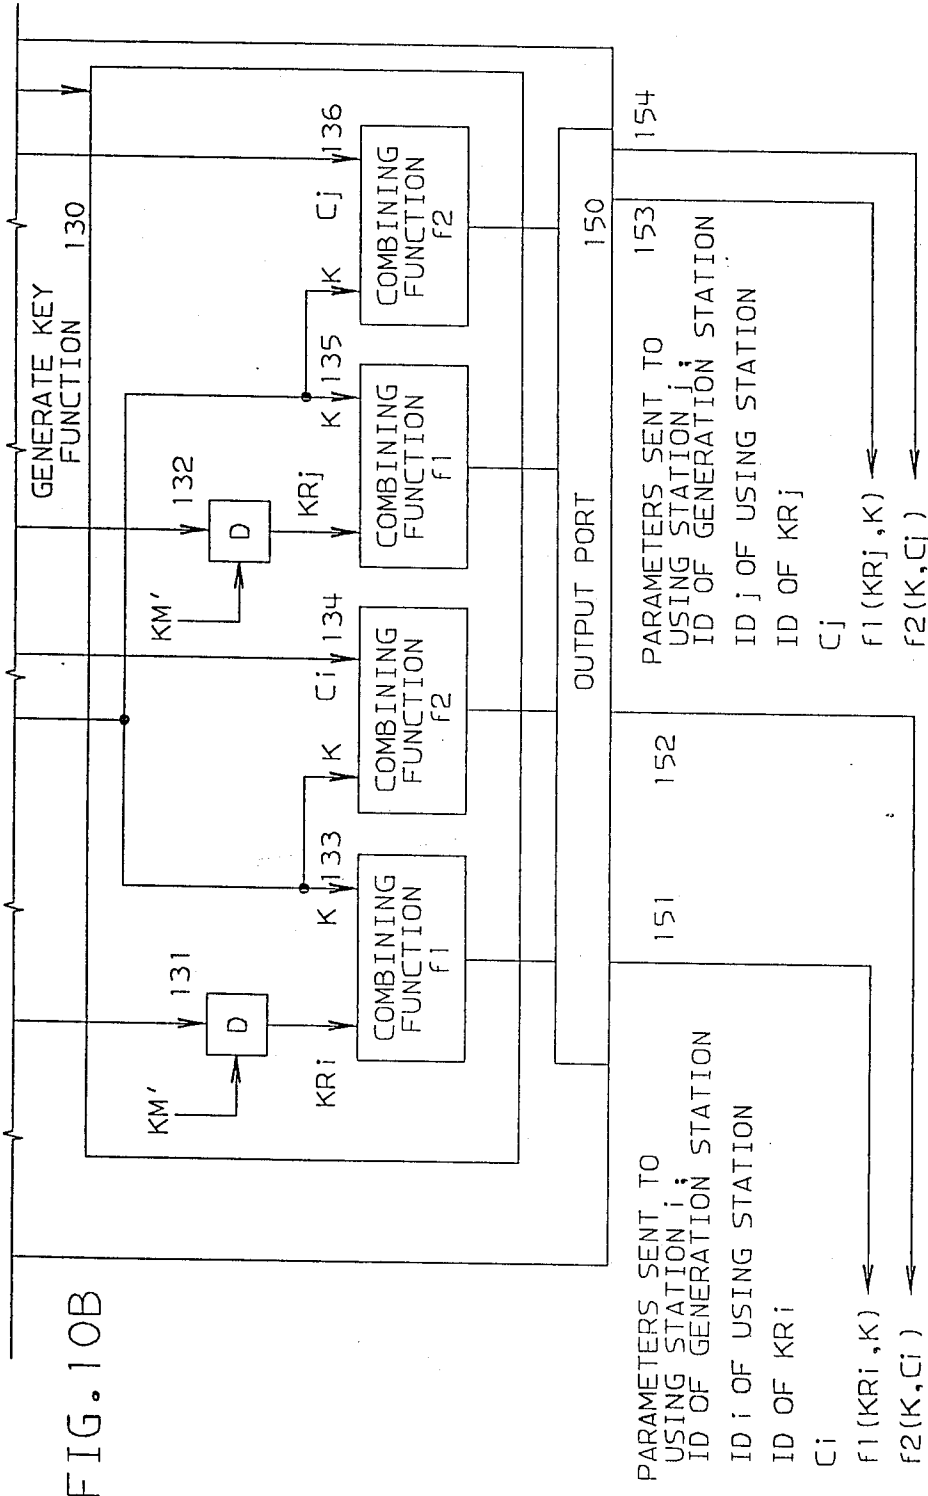 FIG.10B
GENERATE KEY
FUNCTION
130
KM'
D
131
KRi
K
133
COMBINING
FUNCTION
f1
K
Ci
134
COMBINING
FUNCTION
f2
KM'
D
132
KRj
K
135
COMBINING
FUNCTION
f1
K
Cj
136
COMBINING
FUNCTION
f2
OUTPUT PORT
150
151
152
153
154
PARAMETERS SENT TO
USING STATION i;
ID OF GENERATION STATION
ID i OF USING STATION
ID OF KRi
Ci
f1(KRi,K)
f2(K,Ci)
PARAMETERS SENT TO
USING STATION j;
ID OF GENERATION STATION
ID j OF USING STATION
ID OF KRj
Cj
f1(KRj,K)
f2(K,Cj)